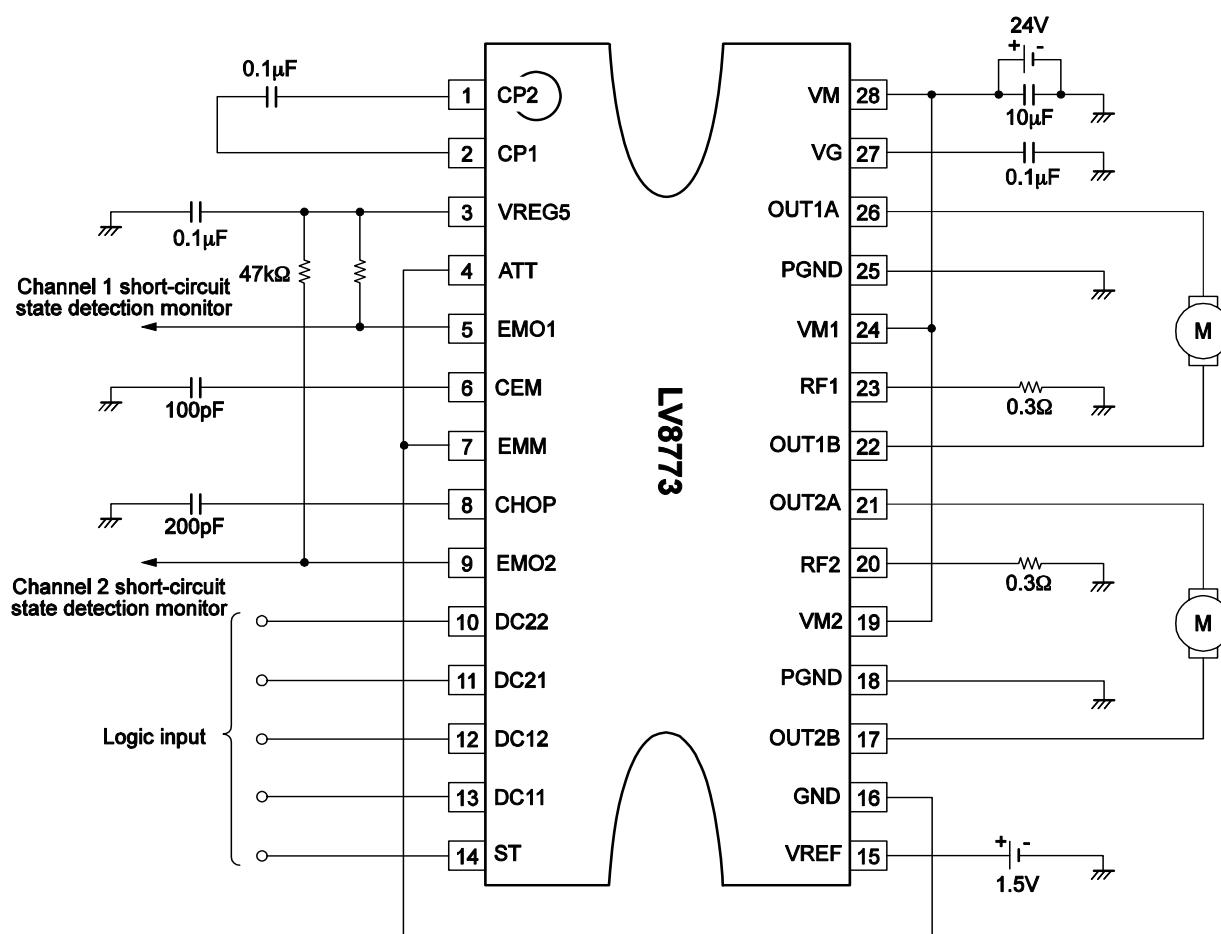 24V
+ -
0.1µF
1 CP2
VM 28
10µF
2 CP1
VG 27
0.1µF
3 VREG5
OUT1A 26
0.1µF
47kΩ
4 ATT
PGND 25
Channel 1 short-circuit
state detection monitor
5 EMO1
VM1 24
M
6 CEM
RF1 23
100pF
0.3Ω
LV8773
7 EMM
OUT1B 22
8 CHOP
OUT2A 21
200pF
9 EMO2
RF2 20
0.3Ω
Channel 2 short-circuit
state detection monitor
10 DC22
VM2 19
M
11 DC21
PGND 18
Logic input
12 DC12
OUT2B 17
13 DC11
GND 16
14 ST
VREF 15
+ -
1.5V